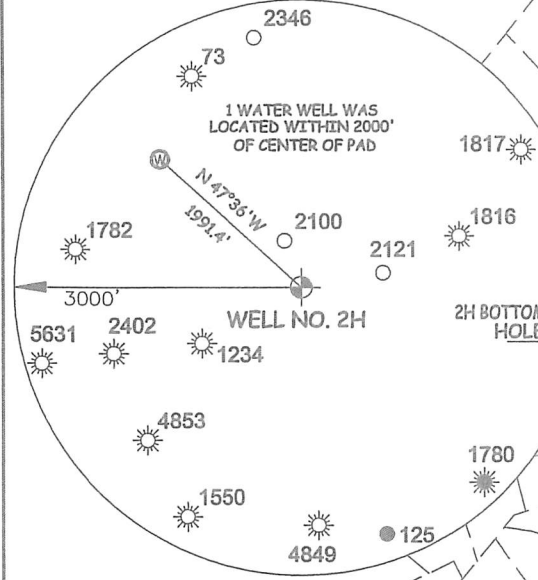 2346
73
1 WATER WELL WAS
LOCATED WITHIN 2000'
OF CENTER OF PAD
1817
W
N 47°36'W
1991.4'
2100
1816
1782
2121
3000'
WELL NO. 2H
2H BOTTOM
HOLE
5631
2402
1234
4853
1780
1550
125
4849